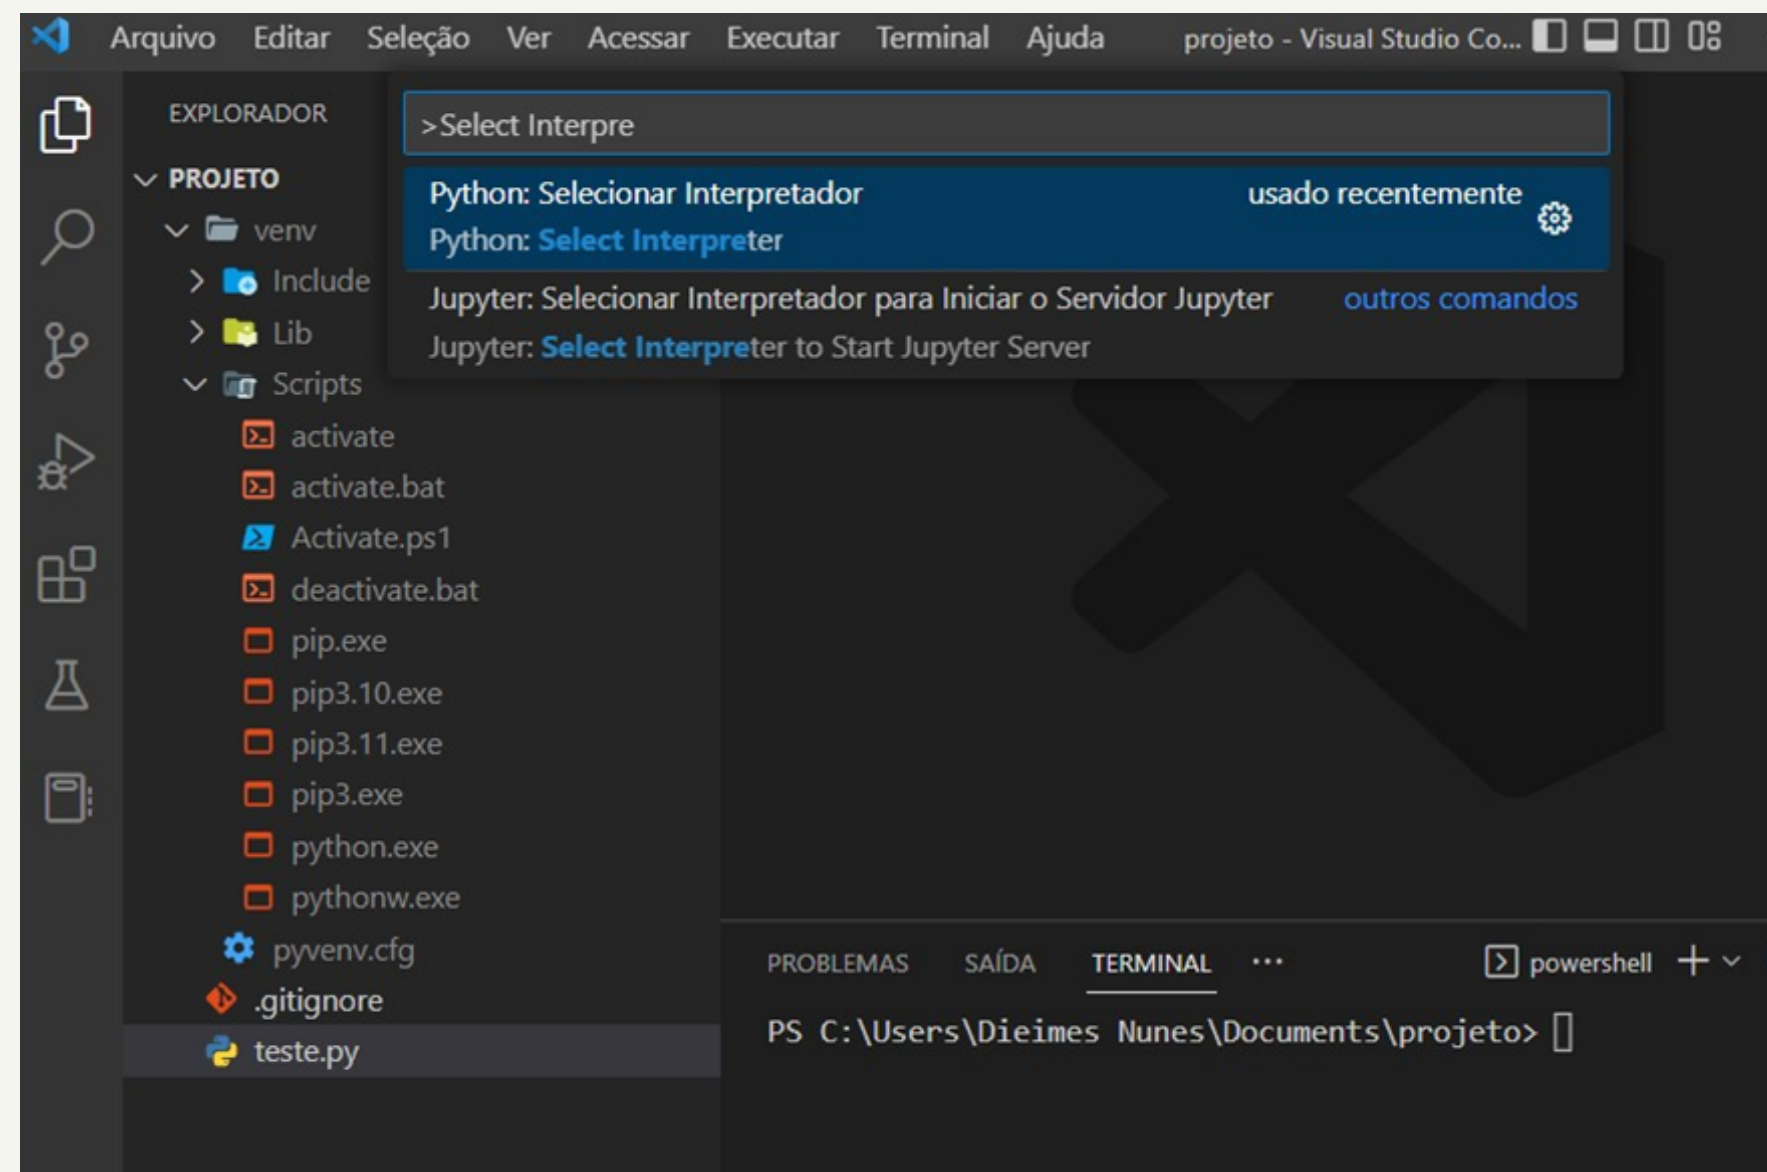 Arquivo Editar Seleção Ver Acessar Executar Terminal Ajuda projeto - Visual Studio Co...
EXPLORADOR
>Select Interpre
PROJETO
Python: Selecionar Interpretador usado recentemente
Python: Select Interpreter
Jupyter: Selecionar Interpretador para Iniciar o Servidor Jupyter outros comandos
Jupyter: Select Interpreter to Start Jupyter Server
venv
Include
Lib
Scripts
activate
activate.bat
Activate.ps1
deactivate.bat
pip.exe
pip3.10.exe
pip3.11.exe
pip3.exe
python.exe
pythonw.exe
pyvenv.cfg
.gitignore
teste.py
PROBLEMAS SAÍDA TERMINAL ... powershell
PS C:\Users\Dieimes Nunes\Documents\projeto>